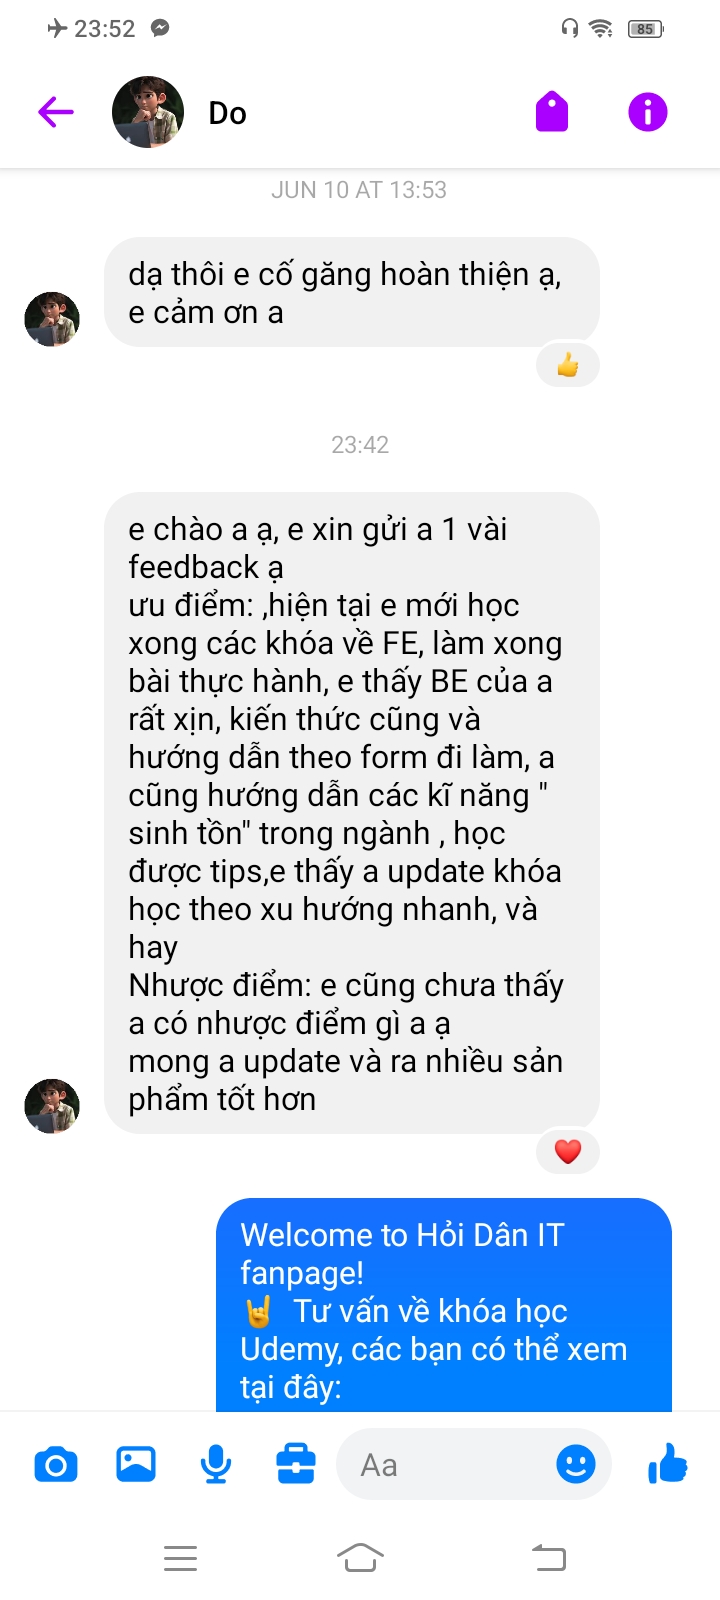 23:52
85
Do
JUN 10 AT 13:53
dạ thôi e cố găng hoàn thiện ạ,
e cảm ơn a
23:42
e chào a ạ, e xin gửi a 1 vài
feedback ạ
ưu điểm: ,hiện tại e mới học
xong các khóa về FE, làm xong
bài thực hành, e thấy BE của a
rất xịn, kiến thức cũng và
hướng dẫn theo form đi làm, a
cũng hướng dẫn các kĩ năng "
sinh tồn" trong ngành , học
được tips,e thấy a update khóa
học theo xu hướng nhanh, và
hay
Nhược điểm: e cũng chưa thấy
a có nhược điểm gì a ạ
mong a update và ra nhiều sản
phẩm tốt hơn
Welcome to Hỏi Dân IT
fanpage!
🤘 Tư vấn về khóa học
Udemy, các bạn có thể xem
tại đây:
Aa